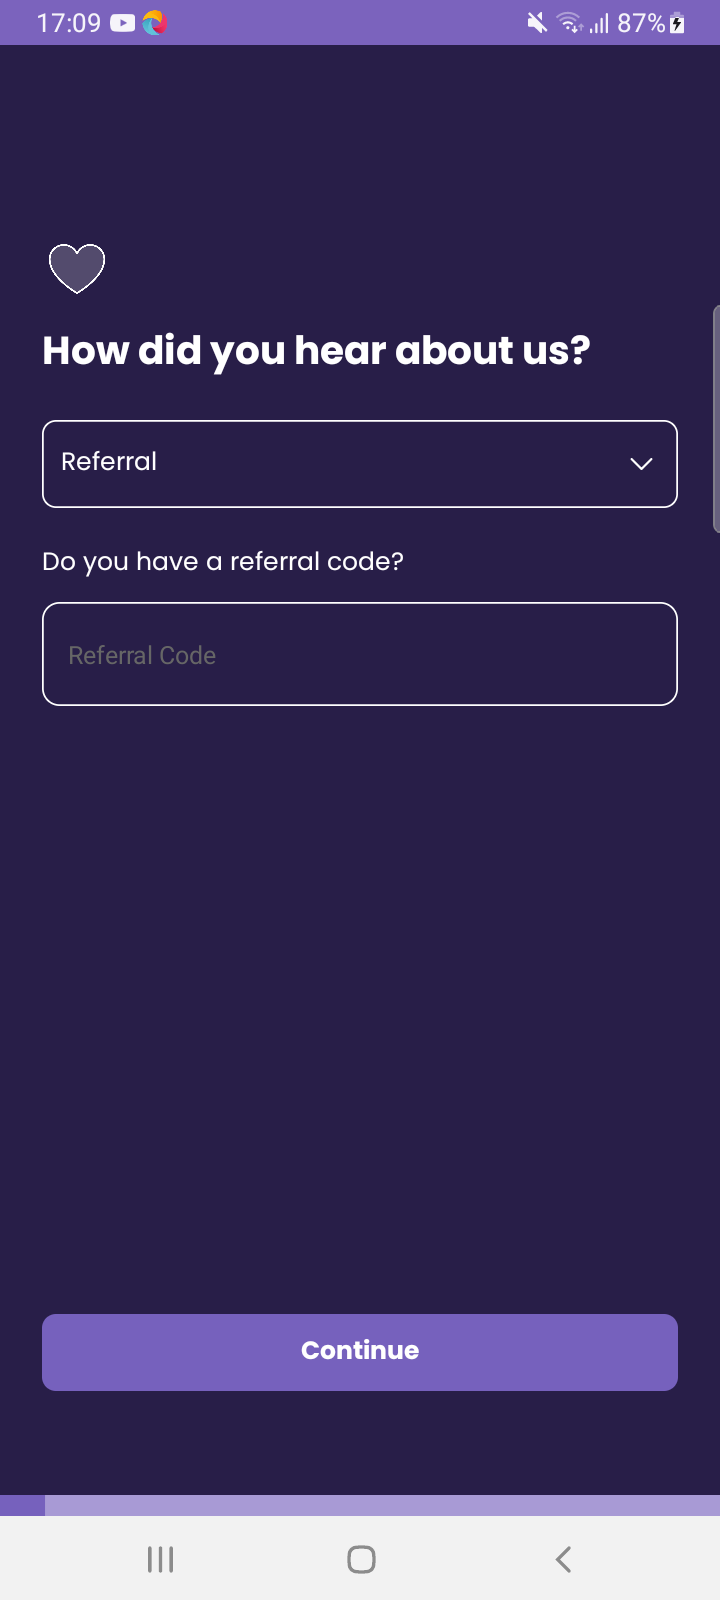 17:09 87%
How did you hear about us?
Referral
Do you have a referral code?
Referral Code
Continue